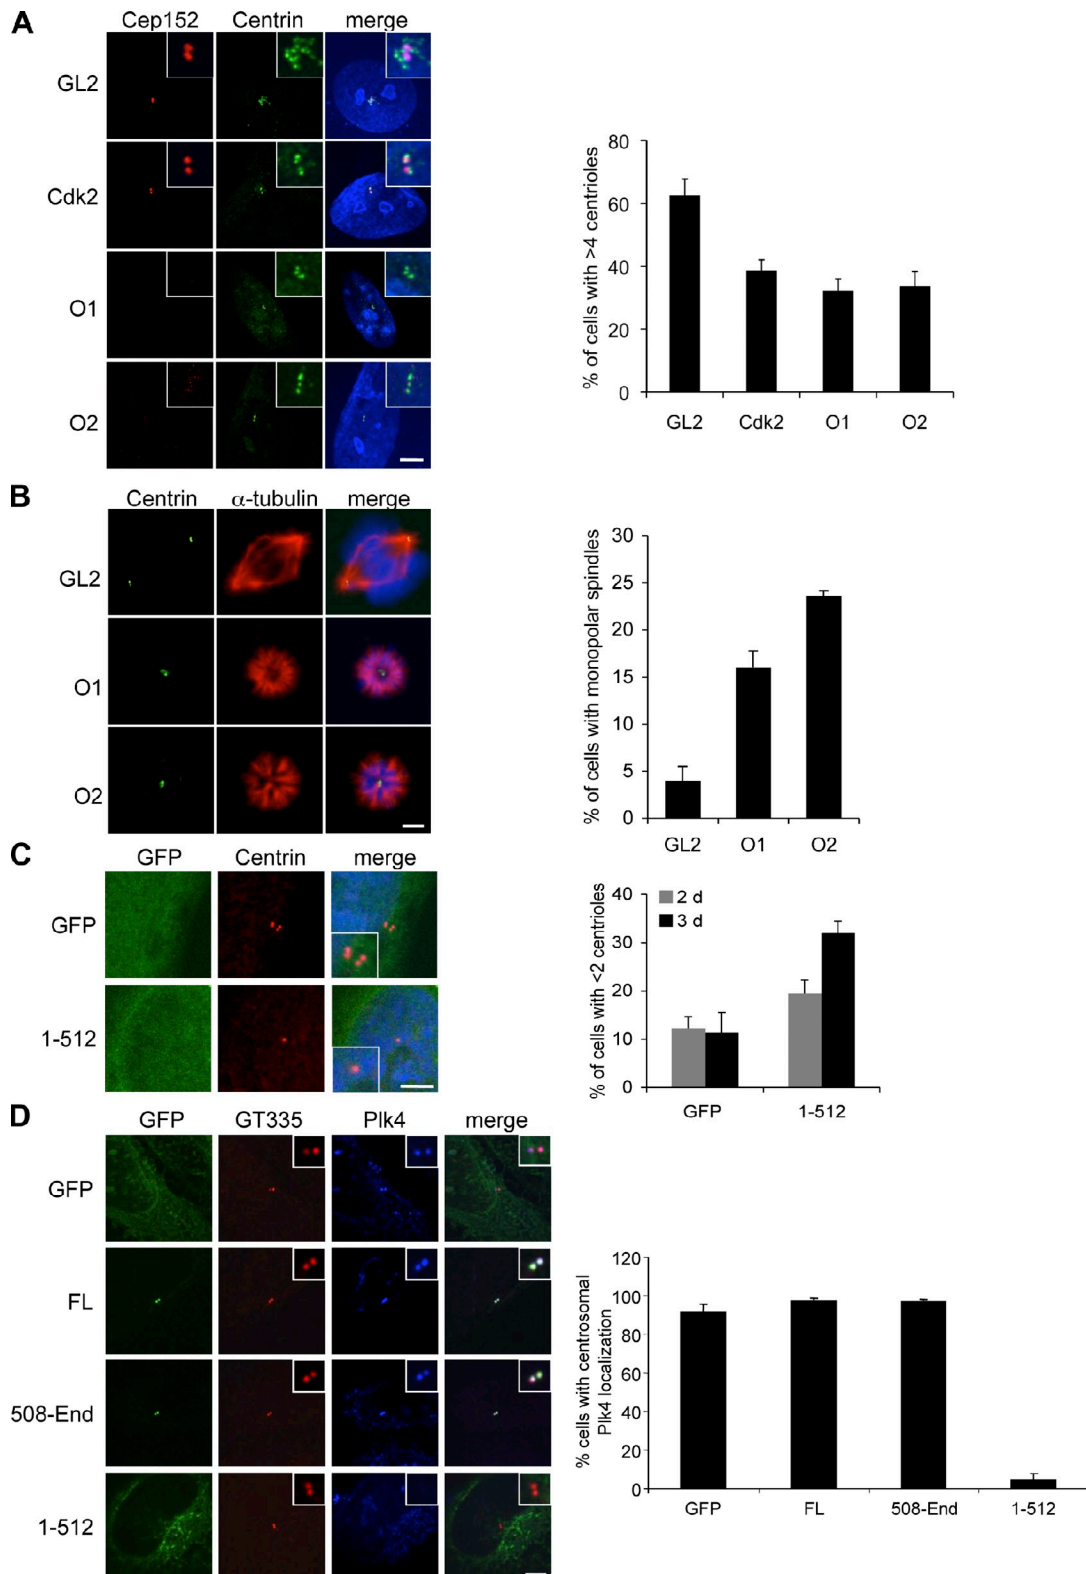 A
Cep152 Centrin merge
GL2
Cdk2
O1
O2
% of cells with >4 centrioles
80
60
40
20
0
GL2 Cdk2 O1 O2
B
Centrin α-tubulin merge
GL2
O1
O2
% of cells with monopolar spindles
30
25
20
15
10
5
0
GL2 O1 O2
C
GFP Centrin merge
GFP
1-512
% of cells with <2 centrioles
40
30
20
10
0
2 d
3 d
GFP 1-512
D
GFP GT335 Plk4 merge
GFP
FL
508-End
1-512
% cells with centrosomal
Plk4 localization
120
100
80
60
40
20
0
GFP FL 508-End 1-512